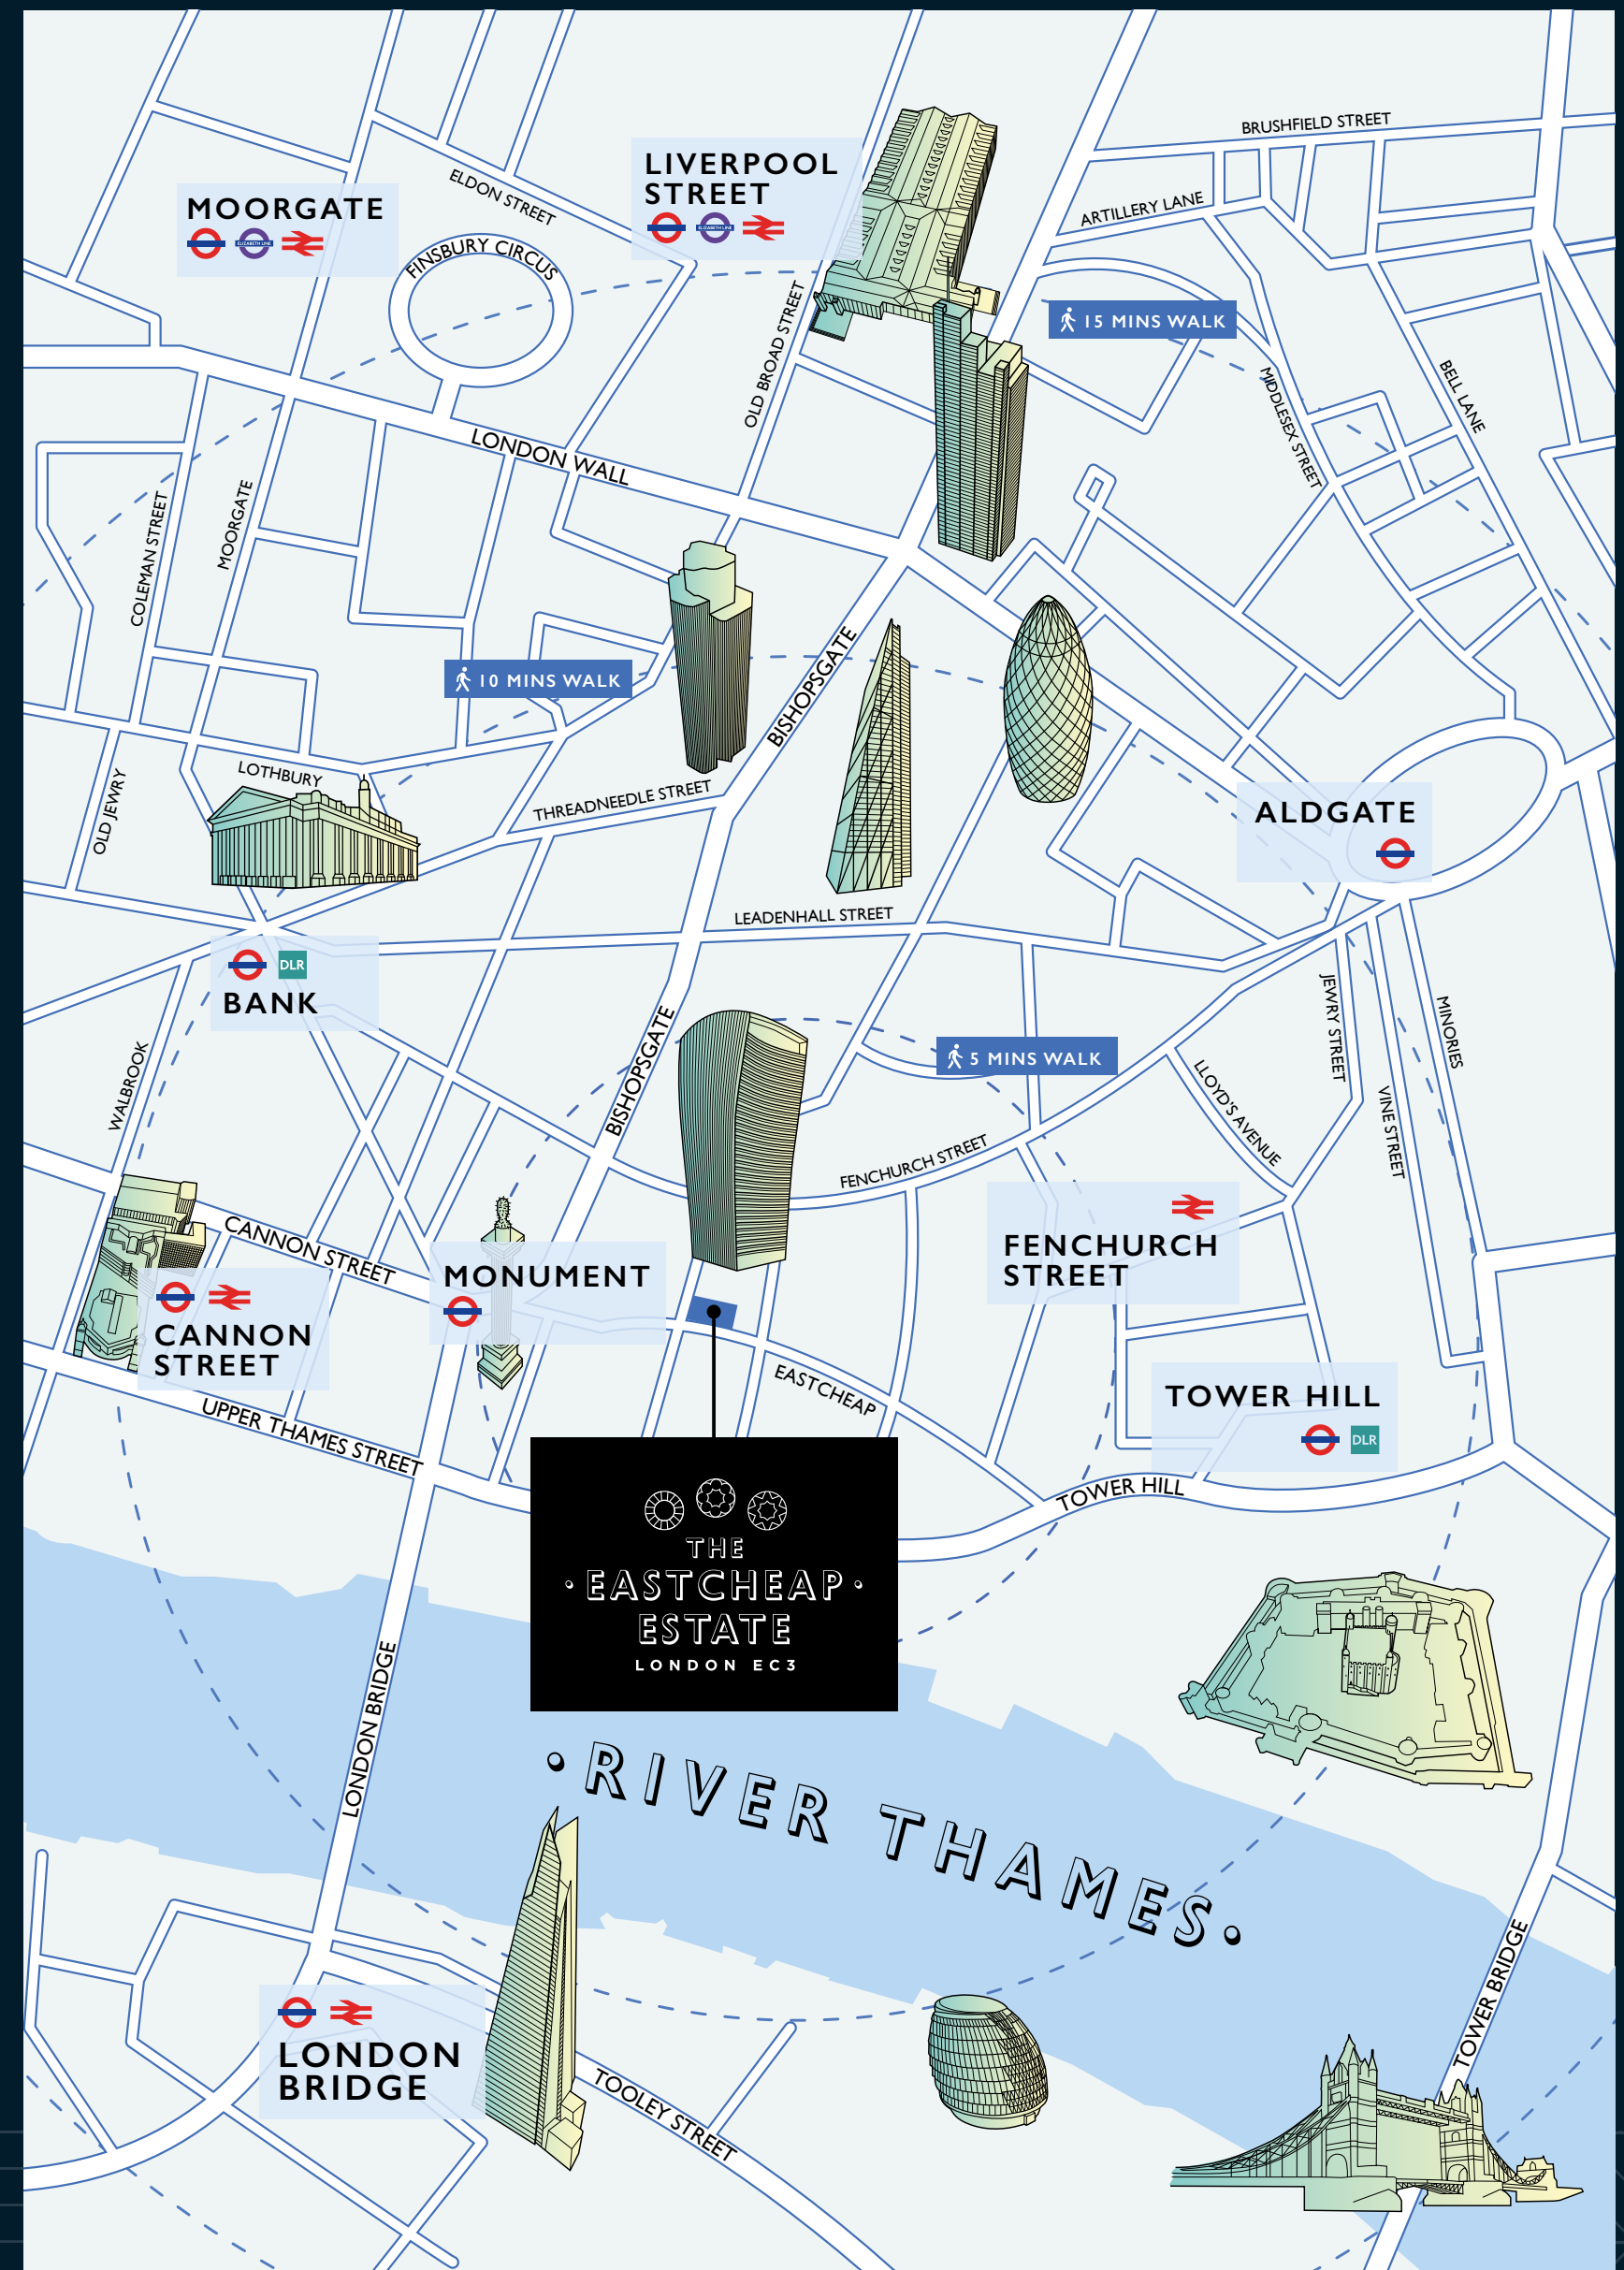 BRUSHFIELD STREET
LIVERPOOL
STREET
ELIZABETH LINE
ELDON STREET
MOORGATE
ELIZABETH LINE
ARTILLERY LANE
FINSBURY CIRCUS
OLD BROAD STREET
15 MINS WALK
MIDDLESEX STREET
BELL LANE
LONDON WALL
COLEMAN STREET
MOORGATE
10 MINS WALK
BISHOPSGATE
LOTHBURY
OLD JEWRY
THREADNEEDLE STREET
ALDGATE
LEADENHALL STREET
DLR
BANK
JEWRY STREET
MINORIES
WALBROOK
BISHOPSGATE
5 MINS WALK
LLOYD'S AVENUE
VINE STREET
FENCHURCH STREET
CANNON STREET
FENCHURCH
STREET
MONUMENT
CANNON
STREET
EASTCHEAP
TOWER HILL
DLR
UPPER THAMES STREET
TOWER HILL
THE
·EASTCHEAP·
ESTATE
LONDON EC3
LONDON BRIDGE
·RIVER THAMES·
TOWER BRIDGE
LONDON
BRIDGE
TOOLEY STREET